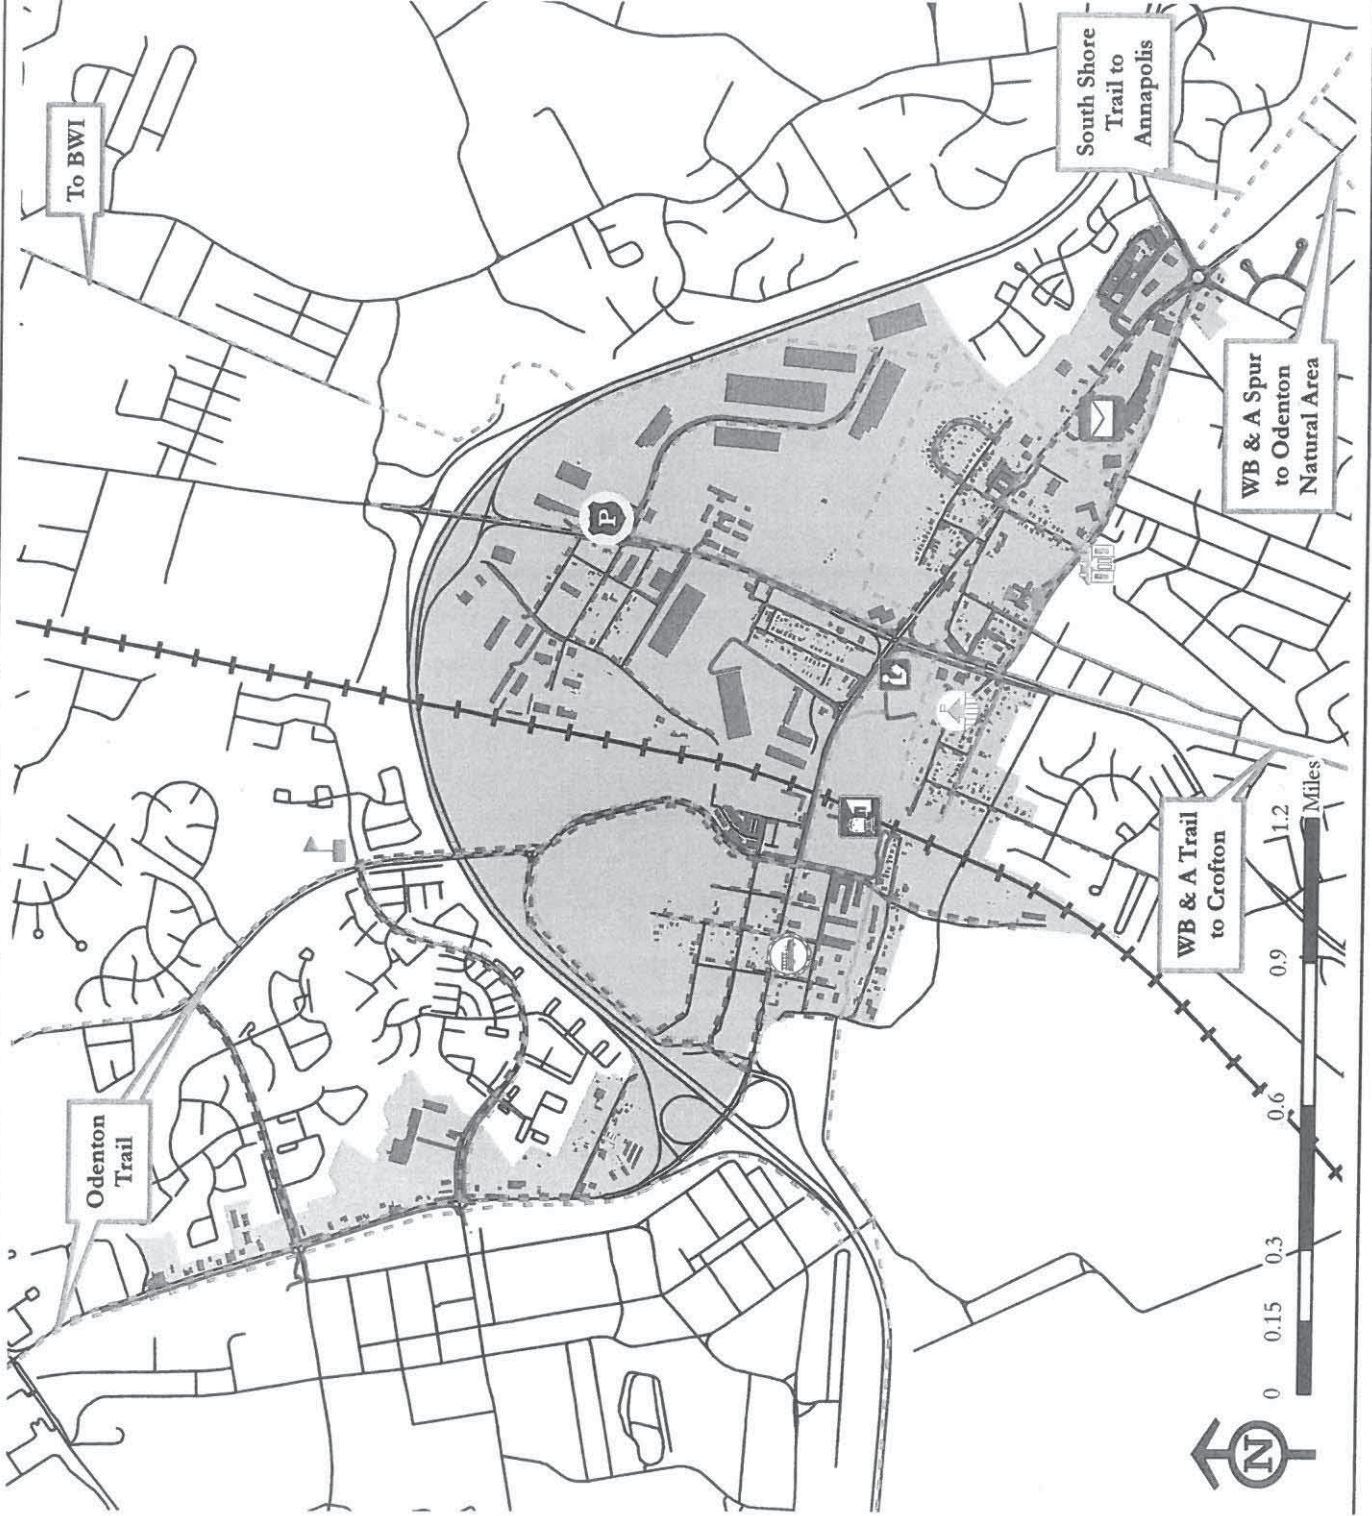 To BWI
South Shore
Trail to
Annapolis
Odenton
Trail
P
i
WB & A Spur
to Odenton
Natural Area
WB & A Trail
to Crofton
0 0.15 0.3 0.6 0.9 1.2
Miles
N